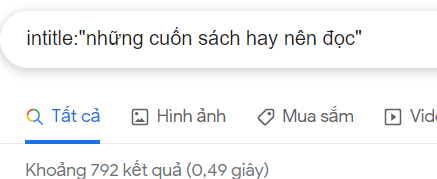 intitle:"những cuốn sách hay nên đọc"
Tất cả Hình ảnh Mua sắm Vide
Khoảng 792 kết quả (0,49 giây)